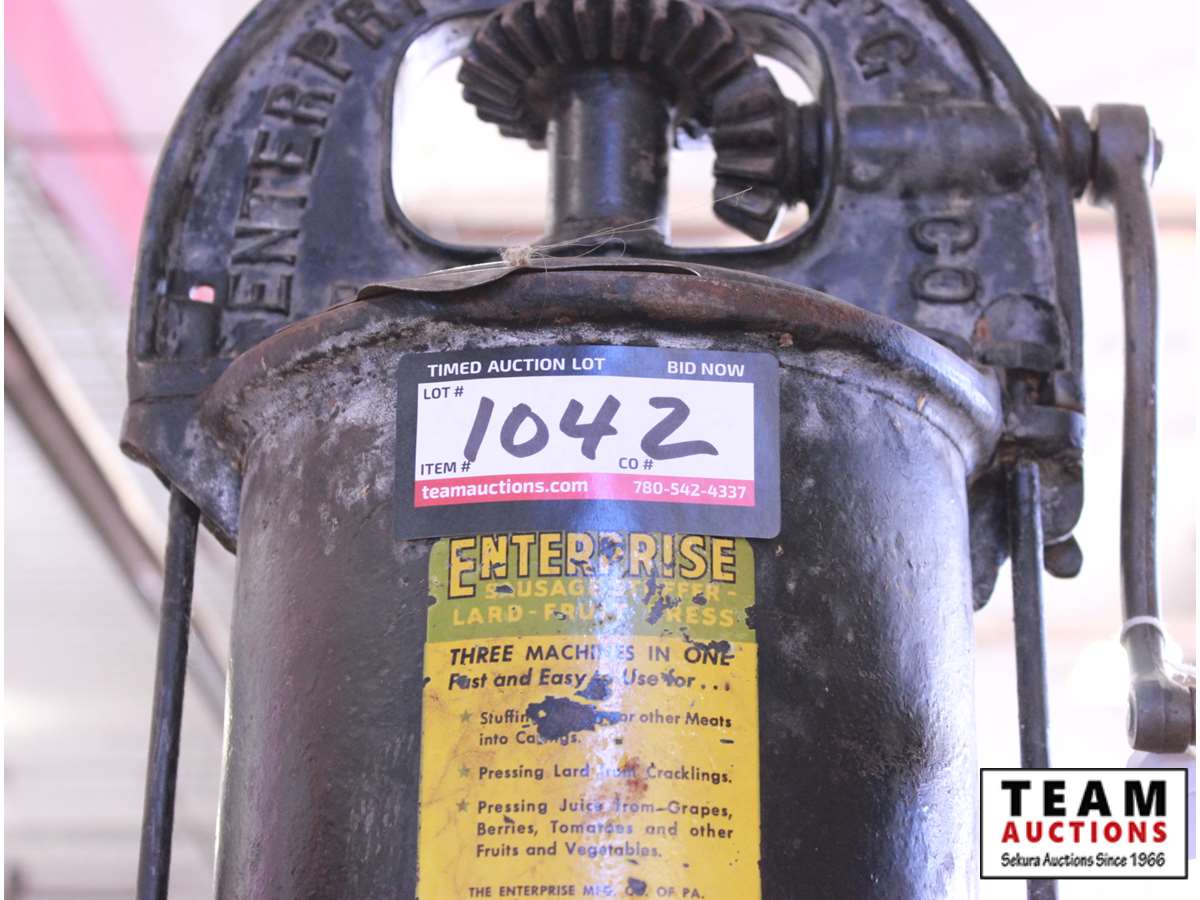 ENTERPR
G
CO
TIMED AUCTION LOT BID NOW
LOT # 1042
ITEM # CO #
teamauctions.com 780-542-4337
ENTERPRISE
SAUSAGE STUFFER-
LARD-FRUIT PRESS
THREE MACHINES IN ONE
Fast and Easy to Use for...
★ Stuffing or other Meats
into Casings.
★ Pressing Lard from Cracklings.
★ Pressing Juice from Grapes,
Berries, Tomatoes and other
Fruits and Vegetables.
THE ENTERPRISE MFG. CO. OF PA.
TEAM
AUCTIONS
Sekura Auctions Since 1966